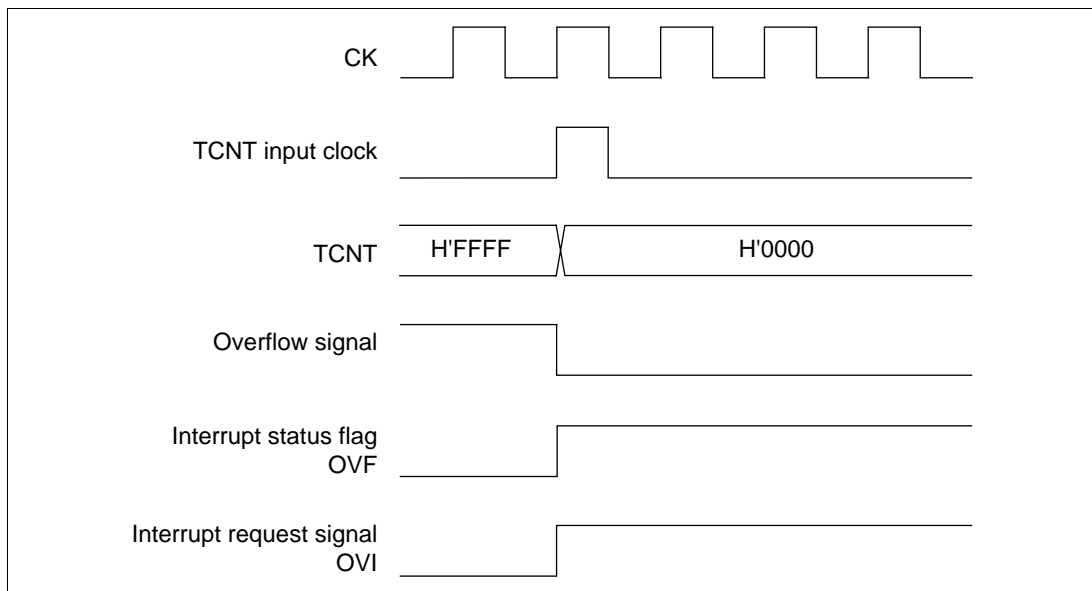 CK
TCNT input clock
TCNT
H'FFFF
H'0000
Overflow signal
Interrupt status flag
OVF
Interrupt request signal
OVI